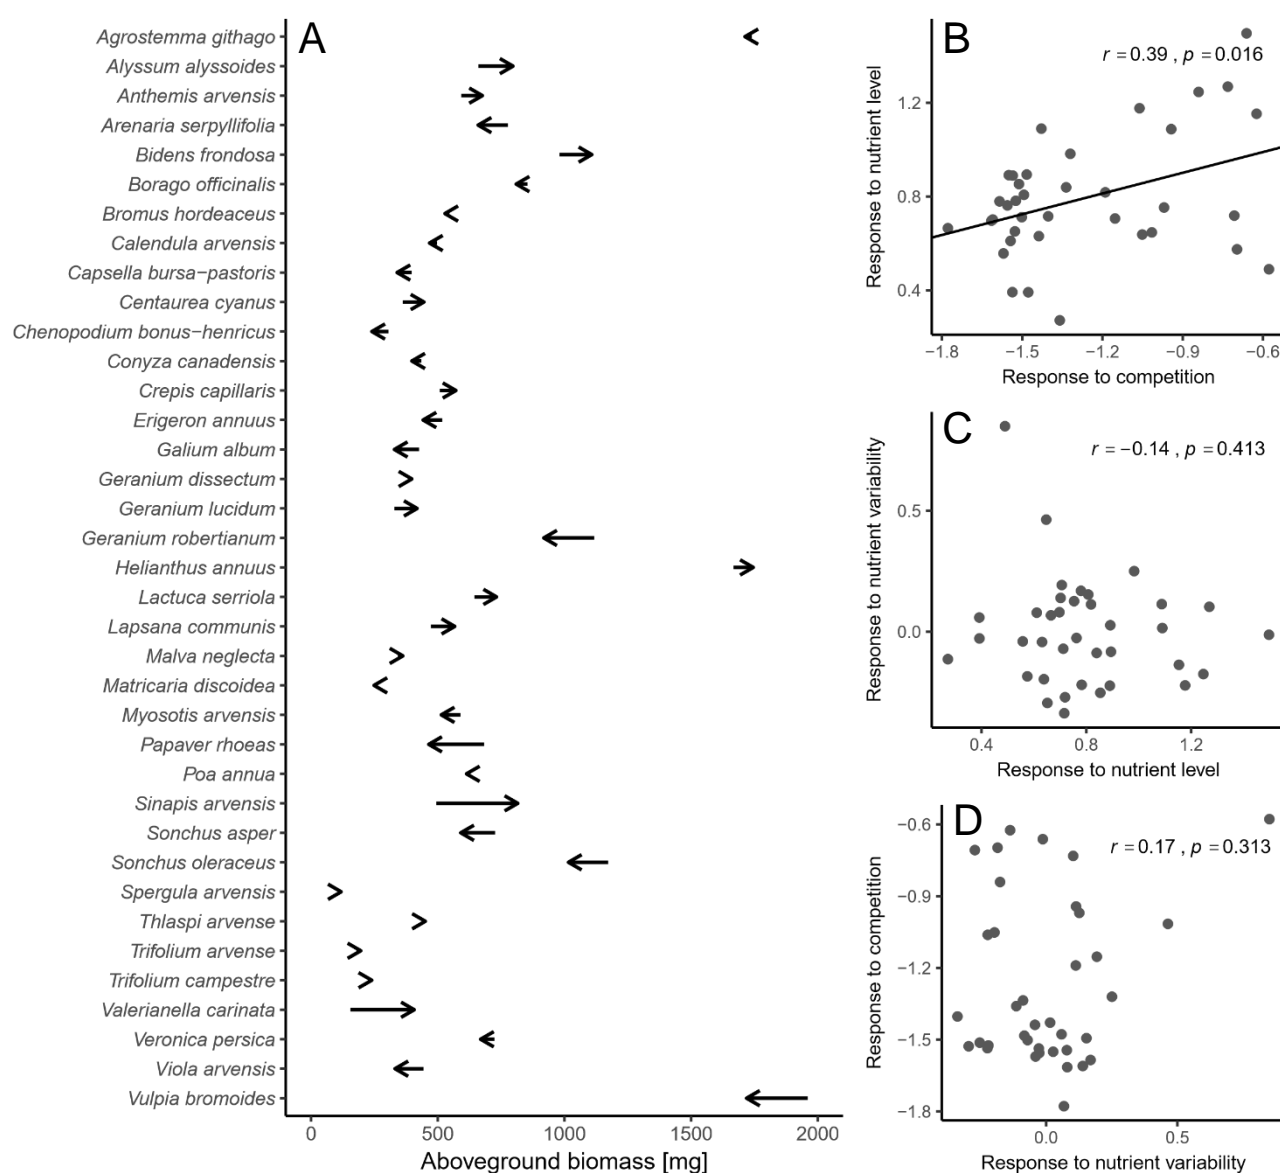 A
Agrostemma githago
Alyssum alyssoides
Anthemis arvensis
Arenaria serpyllifolia
Bidens frondosa
Borago officinalis
Bromus hordeaceus
Calendula arvensis
Capsella bursa−pastoris
Centaurea cyanus
Chenopodium bonus−henricus
Conyza canadensis
Crepis capillaris
Erigeron annuus
Galium album
Geranium dissectum
Geranium lucidum
Geranium robertianum
Helianthus annuus
Lactuca serriola
Lapsana communis
Malva neglecta
Matricaria discoidea
Myosotis arvensis
Papaver rhoeas
Poa annua
Sinapis arvensis
Sonchus asper
Sonchus oleraceus
Spergula arvensis
Thlaspi arvense
Trifolium arvense
Trifolium campestre
Valerianella carinata
Veronica persica
Viola arvensis
Vulpia bromoides
0 500 1000 1500 2000
Aboveground biomass [mg]
B
r = 0.39 , p = 0.016
Response to nutrient level
1.2
0.8
0.4
−1.8 −1.5 −1.2 −0.9 −0.6
Response to competition
C
r = −0.14 , p = 0.413
Response to nutrient variability
0.5
0.0
0.4 0.8 1.2
Response to nutrient level
D
r = 0.17 , p = 0.313
Response to competition
−0.6
−0.9
−1.2
−1.5
−1.8
0.0 0.5
Response to nutrient variability